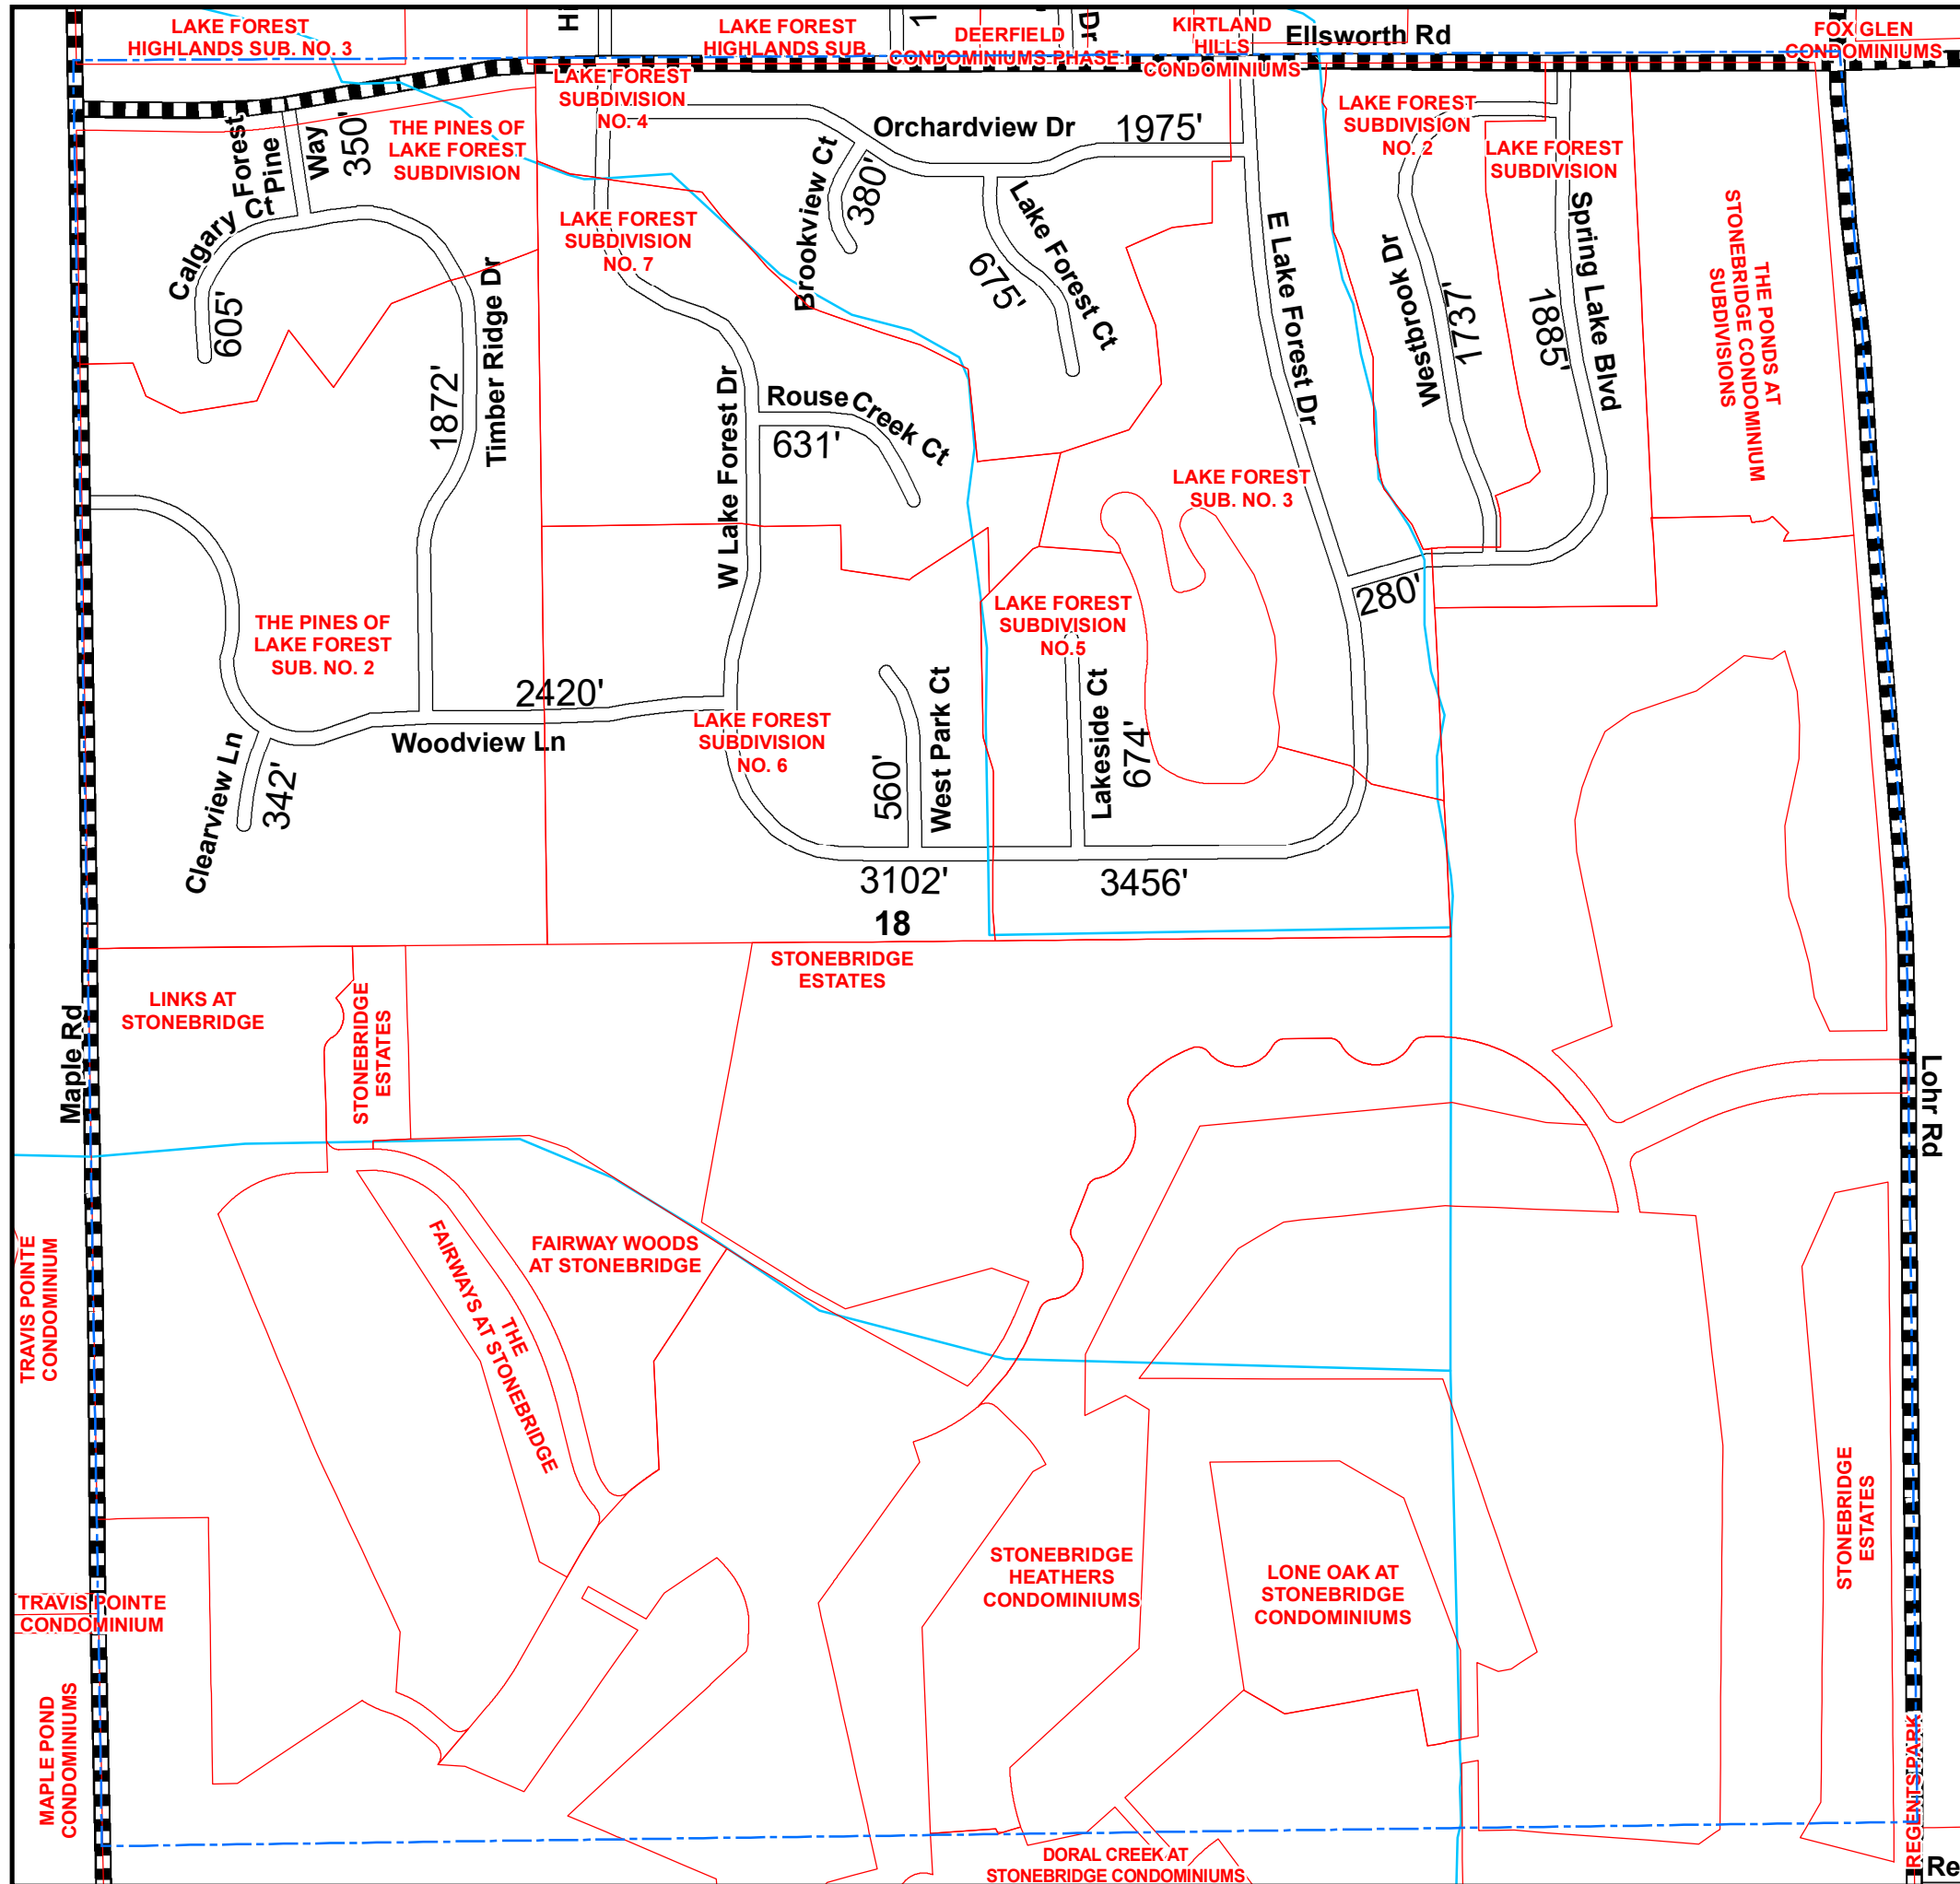 LAKE FOREST
HIGHLANDS SUB. NO. 3
LAKE FOREST
HIGHLANDS SUB.
DEERFIELD
CONDOMINIUMS PHASE I
Dr
KIRTLAND
HILLS
CONDOMINIUMS
Ellsworth Rd
FOX GLEN
CONDOMINIUMS
LAKE FOREST
SUBDIVISION
NO. 4
THE PINES OF
LAKE FOREST
SUBDIVISION
Forest
Pine
Way
350'
Calgary Ct
605'
Orchardview Dr
1975'
Brookview Ct
380'
Lake Forest Ct
675'
LAKE FOREST
SUBDIVISION
NO. 7
LAKE FOREST
SUBDIVISION
NO. 2
LAKE FOREST
SUBDIVISION
E Lake Forest Dr
Westbrook Dr
1737'
Spring Lake Blvd
1885'
THE PONDS AT
STONEBRIDGE CONDOMINIUM
SUBDIVISIONS
Timber Ridge Dr
1872'
W Lake Forest Dr
Rouse Creek Ct
631'
LAKE FOREST
SUB. NO. 3
280'
THE PINES OF
LAKE FOREST
SUB. NO. 2
LAKE FOREST
SUBDIVISION
NO.5
2420'
Woodview Ln
Clearview Ln
342'
LAKE FOREST
SUBDIVISION
NO. 6
560'
West Park Ct
Lakeside Ct
674'
3102'
3456'
18
STONEBRIDGE
ESTATES
LINKS AT
STONEBRIDGE
STONEBRIDGE
ESTATES
Maple Rd
Lohr Rd
TRAVIS POINTE
CONDOMINIUM
THE
FAIRWAYS AT STONEBRIDGE
FAIRWAY WOODS
AT STONEBRIDGE
STONEBRIDGE
HEATHERS
CONDOMINIUMS
LONE OAK AT
STONEBRIDGE
CONDOMINIUMS
STONEBRIDGE
ESTATES
TRAVIS POINTE
CONDOMINIUM
MAPLE POND
CONDOMINIUMS
REGENTS PARK
DORAL CREEK AT
STONEBRIDGE CONDOMINIUMS
Re